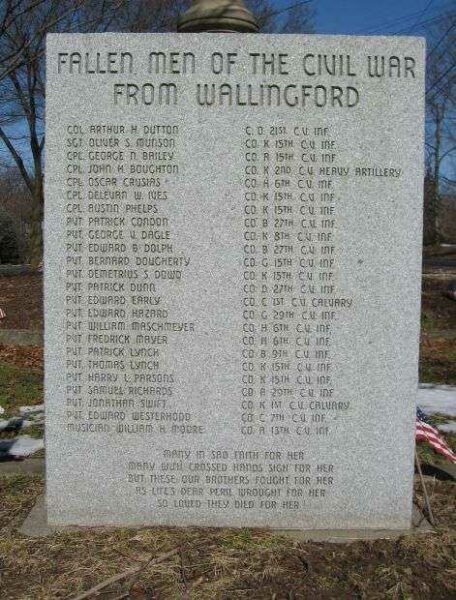 FALLEN MEN OF THE CIVIL WAR
FROM WALLINGFORD
COL. ARTHUR H. DUTTON C. D 21ST. C.V. INF.
SGT. OLIVER S. MUNSON CO. K 15TH. C.V. INF.
CPL. GEORGE N. BAILEY CO. A 15TH. C.V. INF.
CPL. JOHN H. BOUGHTON CO. K 2ND C.V. HEAVY ARTILLERY
CPL. OSCAR CRUSIAS CO. A 6TH. C.V. INF.
CPL. DELEVAN W. IVES CO. K 15TH. C.V. INF.
CPL. AUSTIN PHELPS CO. K 15TH. C.V. INF.
PVT. PATRICK CONDON CO. B 27TH. C.V. INF.
PVT. GEORGE V. DAGLE CO. K 8TH. C.V. INF.
PVT. EDWARD B. DOLPH CO. B 27TH. C.V. INF.
PVT. BERNARD DOUGHERTY CO. G 15TH. C.V. INF.
PVT. DEMETRIUS S. DOWD CO. K 15TH. C.V. INF.
PVT. PATRICK DUNN CO. D 27TH. C.V. INF.
PVT. EDWARD EARLY CO. C 1ST. C.V. CALVARY
PVT. EDWARD HAZARD CO. G 29TH. C.V. INF.
PVT. WILLIAM MASCHMEYER CO. H 6TH. C.V. INF.
PVT. FREDRICK MAYER CO. H 6TH. C.V. INF.
PVT. PATRICK LYNCH CO. B 9TH. C.V. INF.
PVT. THOMAS LYNCH CO. K 15TH. C.V. INF.
PVT. HARRY L. PARSONS CO. K 15TH. C.V. INF.
PVT. SAMUEL RICHARDS CO. A 29TH. C.V. INF.
PVT. JONATHAN SWIFT CO. K 1ST. C.V. CALVARY
PVT. EDWARD WESTERHOOD CO. C 7TH. C.V. INF.
MUSICIAN WILLIAM H. MOORE CO. A 13TH. C.V. INF.
MANY IN SAD FAITH FOR HER
MANY WITH CROSSED HANDS SIGH FOR HER
BUT THESE OUR BROTHERS FOUGHT FOR HER
AS LIFE'S DEAR PERIL WROUGHT FOR HER
SO LOVED THEY DIED FOR HER